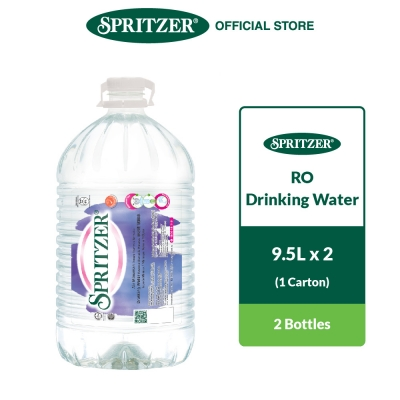 SPRITZER® OFFICIAL STORE
SPRITZER
SPRITZER®
RO
Drinking Water
9.5L x 2
(1 Carton)
2 Bottles